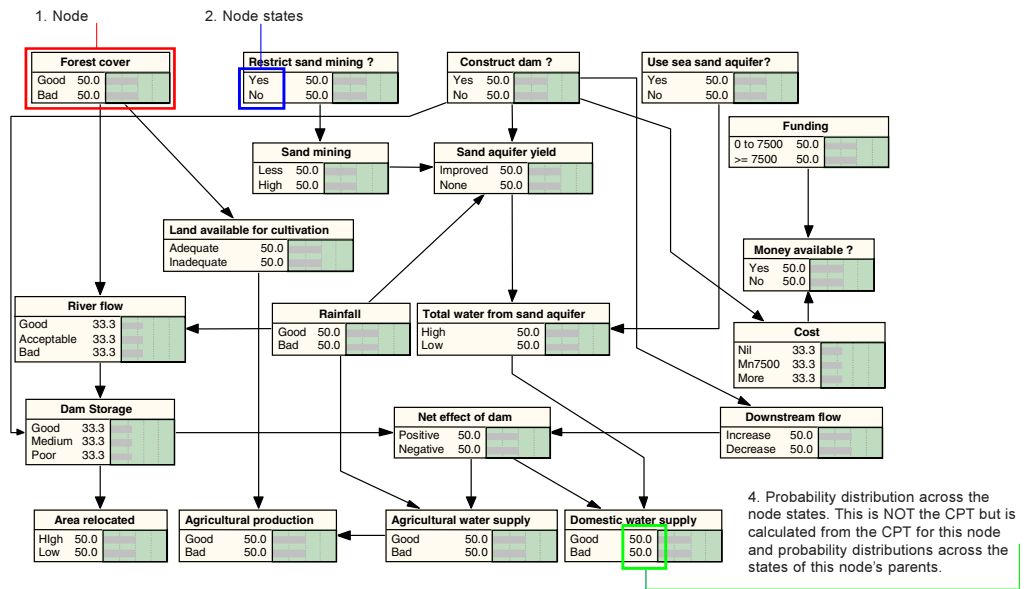 1. Node
2. Node states
Forest cover
Good 50.0
Bad 50.0
Restrict sand mining ?
Yes 50.0
No 50.0
Construct dam ?
Yes 50.0
No 50.0
Use sea sand aquifer?
Yes 50.0
No 50.0
Funding
0 to 7500 50.0
>= 7500 50.0
Sand mining
Less 50.0
High 50.0
Sand aquifer yield
Improved 50.0
None 50.0
Land available for cultivation
Adequate 50.0
Inadequate 50.0
Money available ?
Yes 50.0
No 50.0
River flow
Good 33.3
Acceptable 33.3
Bad 33.3
Rainfall
Good 50.0
Bad 50.0
Total water from sand aquifer
High 50.0
Low 50.0
Cost
Nil 33.3
Mn7500 33.3
More 33.3
Dam Storage
Good 33.3
Medium 33.3
Poor 33.3
Net effect of dam
Positive 50.0
Negative 50.0
Downstream flow
Increase 50.0
Decrease 50.0
Area relocated
HIgh 50.0
Low 50.0
Agricultural production
Good 50.0
Bad 50.0
Agricultural water supply
Good 50.0
Bad 50.0
Domestic water supply
Good 50.0
Bad 50.0
4. Probability distribution across the
node states. This is NOT the CPT but is
calculated from the CPT for this node
and probability distributions across the
states of this node's parents.